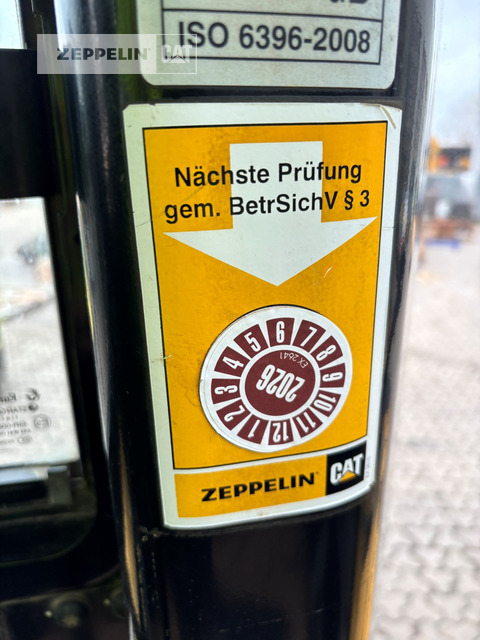 ZEPPELIN CAT
ISO 6396-2008
Nächste Prüfung
gem. BetrSichV § 3
1 2 3 4 5 6 7 8 9 10 11 12
EX 2641
2026
ZEPPELIN CAT